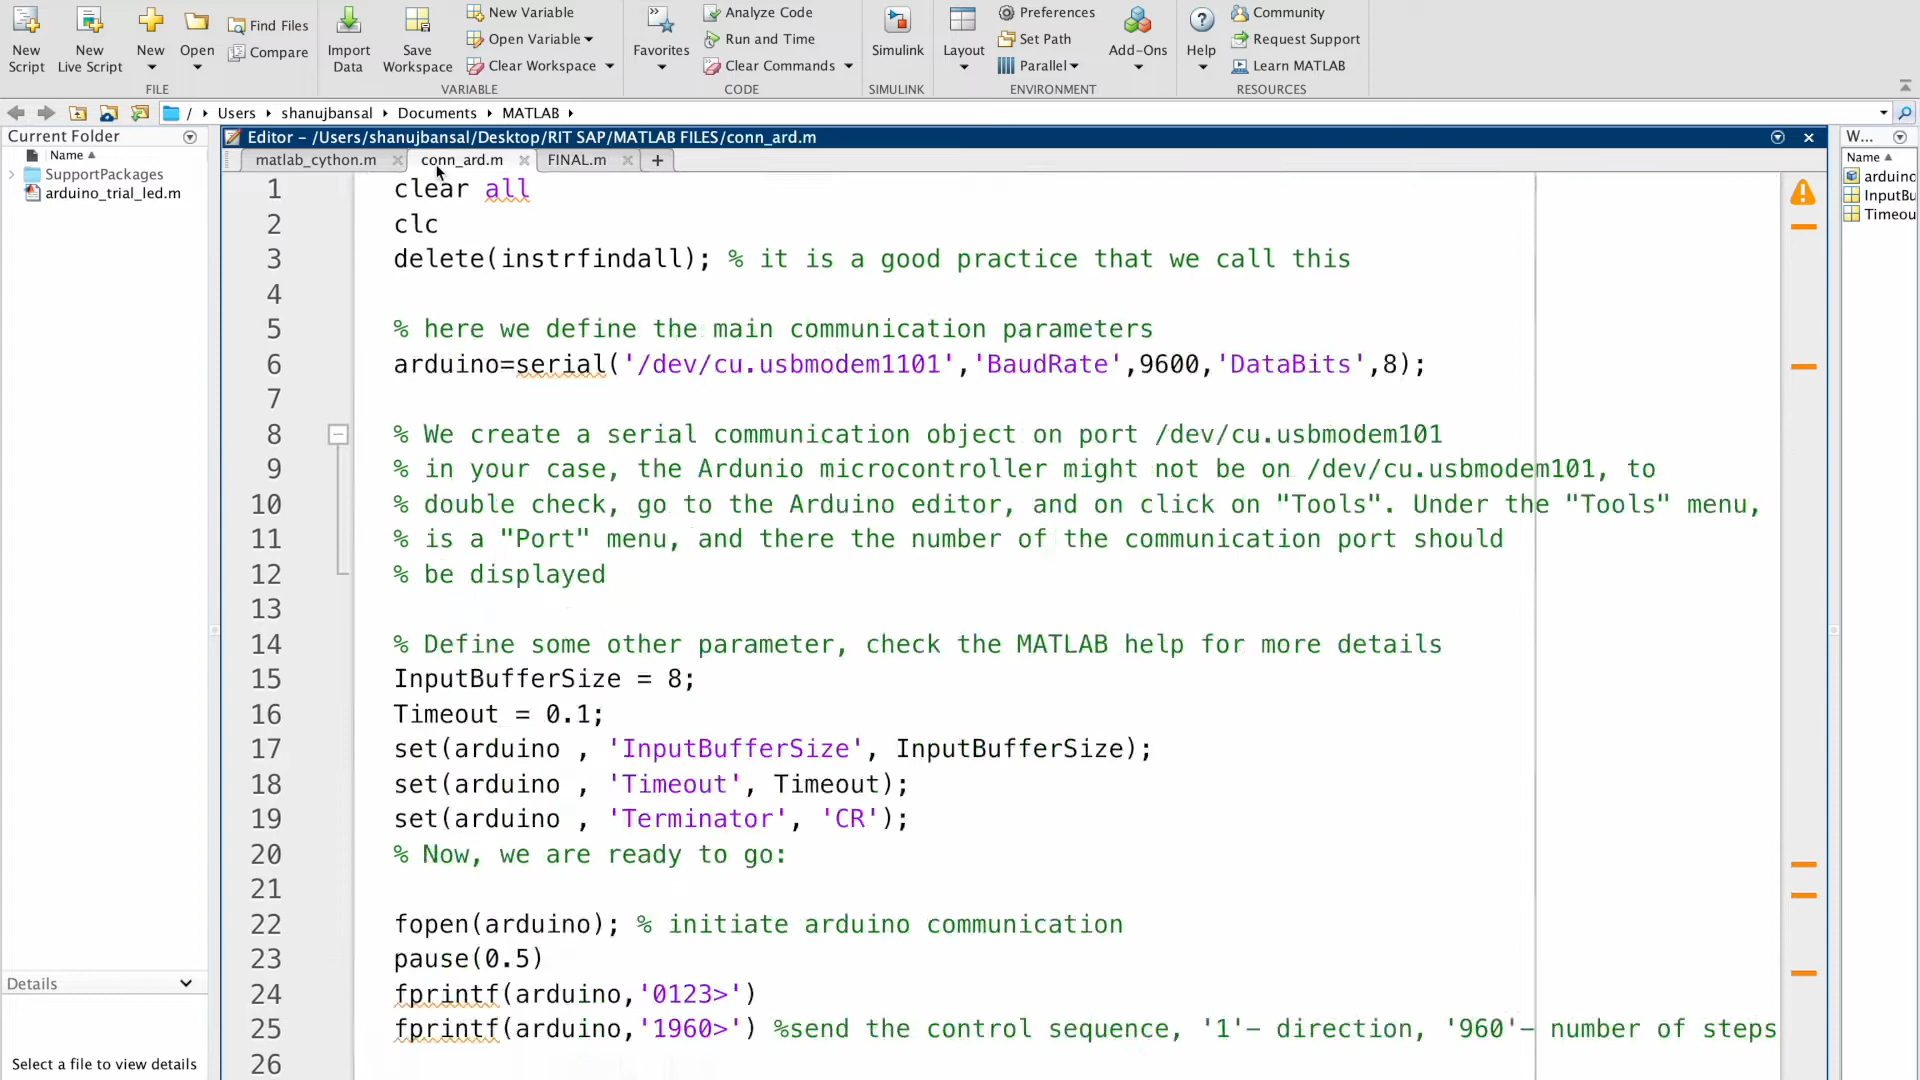 New Script
New Live Script
New
Open
Find Files
Compare
FILE
Import Data
Save Workspace
New Variable
Open Variable
Clear Workspace
VARIABLE
Favorites
Analyze Code
Run and Time
Clear Commands
CODE
Simulink
SIMULINK
Layout
Preferences
Set Path
Parallel
Add-Ons
ENVIRONMENT
Help
Community
Request Support
Learn MATLAB
RESOURCES
/ Users shanujbansal Documents MATLAB
Current Folder
Name
SupportPackages
arduino_trial_led.m
Details
Select a file to view details
Editor – /Users/shanujbansal/Desktop/RIT SAP/MATLAB FILES/conn_ard.m
matlab_cython.m conn_ard.m FINAL.m +
1 clear all
2 clc
3 delete(instrfindall); % it is a good practice that we call this
4
5 % here we define the main communication parameters
6 arduino=serial('/dev/cu.usbmodem1101','BaudRate',9600,'DataBits',8);
7
8 % We create a serial communication object on port /dev/cu.usbmodem101
9 % in your case, the Ardunio microcontroller might not be on /dev/cu.usbmodem101, to
10 % double check, go to the Arduino editor, and on click on "Tools". Under the "Tools" menu,
11 % is a "Port" menu, and there the number of the communication port should
12 % be displayed
13
14 % Define some other parameter, check the MATLAB help for more details
15 InputBufferSize = 8;
16 Timeout = 0.1;
17 set(arduino , 'InputBufferSize', InputBufferSize);
18 set(arduino , 'Timeout', Timeout);
19 set(arduino , 'Terminator', 'CR');
20 % Now, we are ready to go:
21
22 fopen(arduino); % initiate arduino communication
23 pause(0.5)
24 fprintf(arduino,'0123>')
25 fprintf(arduino,'1960>') %send the control sequence, '1'– direction, '960'– number of steps
26
W...
Name
arduino
InputBu
Timeou